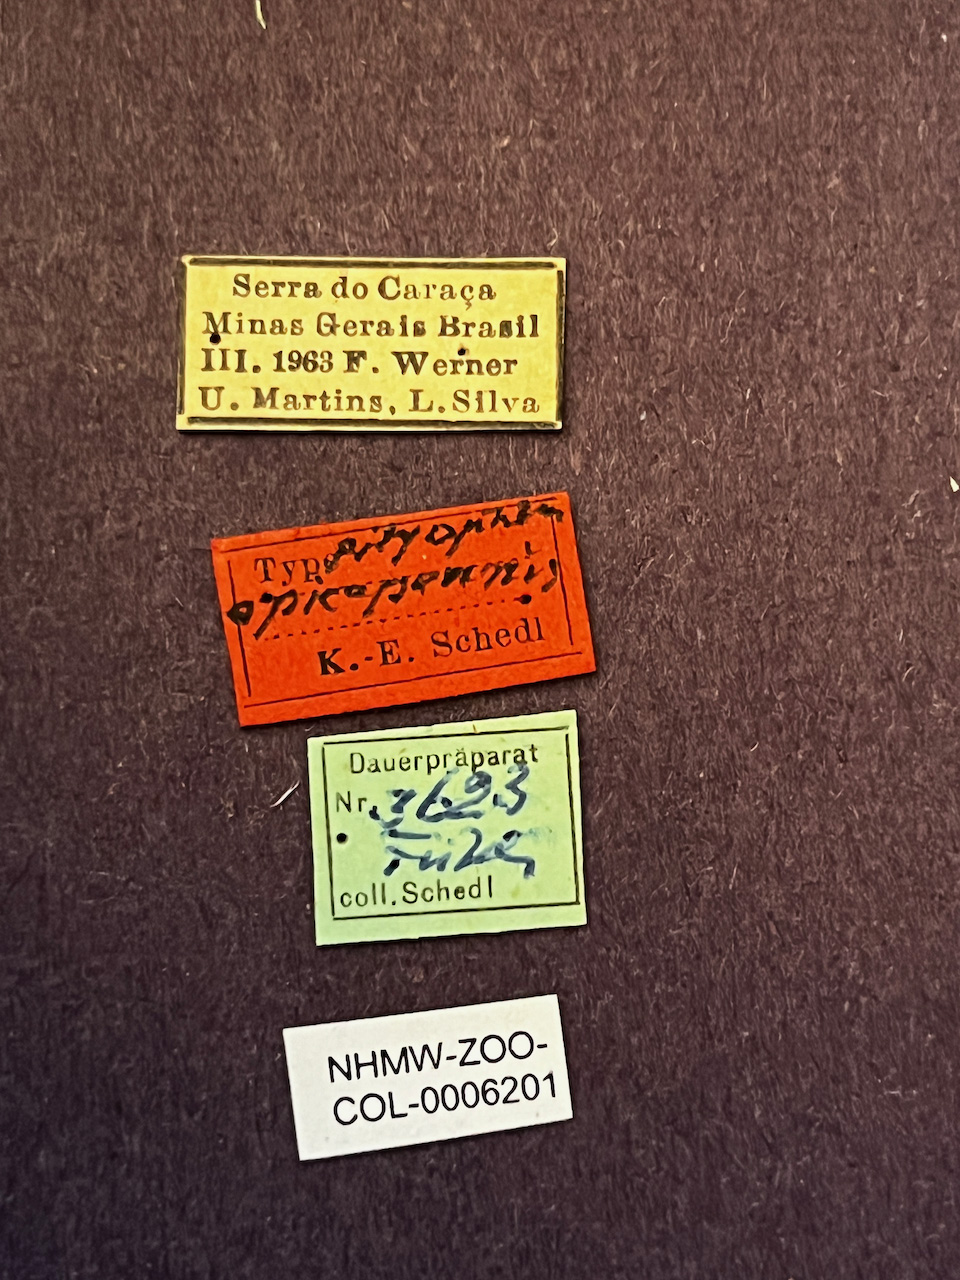 Serra do Caraça
Minas Gerais Brasil
III. 1963 F. Werner
U. Martins, L. Silva
Type
K.-E. Schedl
Dauerpräparat
Nr. 3693
coll. Schedl
NHMW-ZOO-
COL-0006201